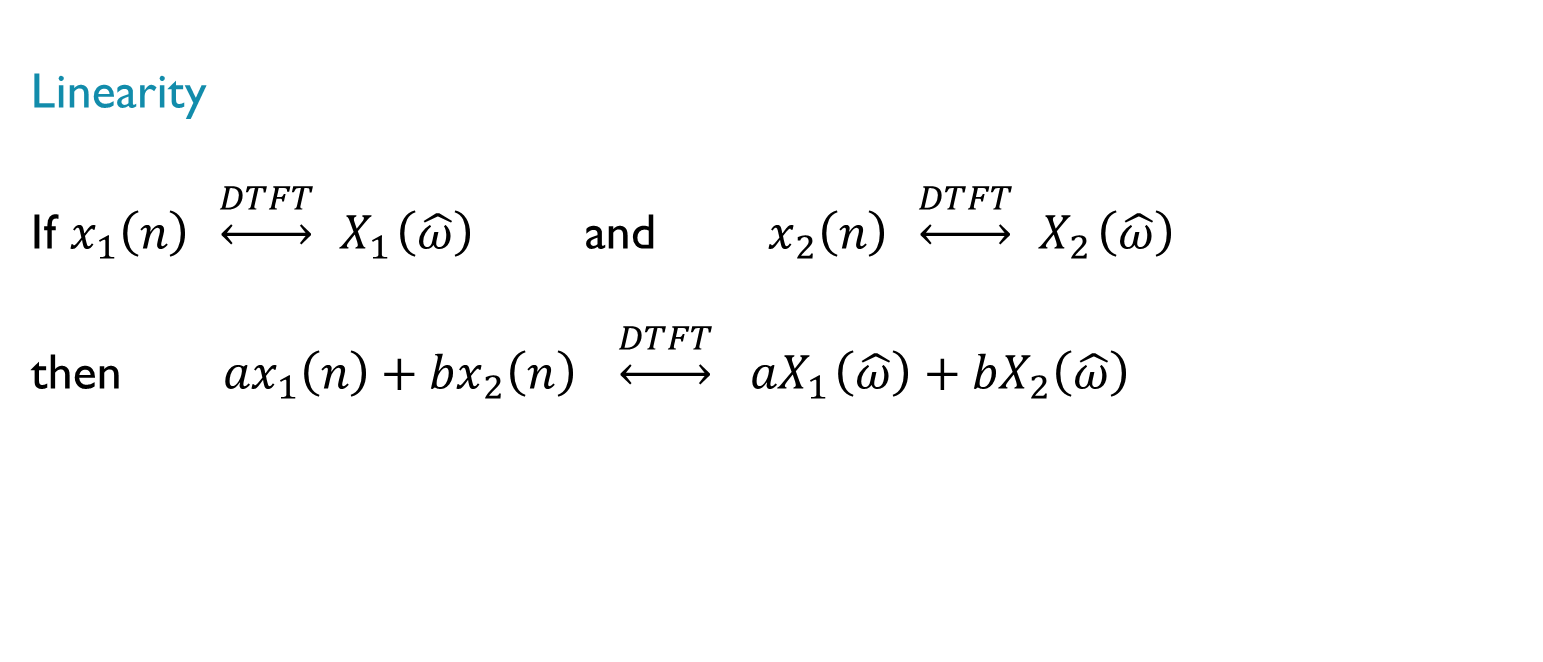 Linearity
If x₁(n) DTFT ⟷ X₁(ω̂) and x₂(n) DTFT ⟷ X₂(ω̂)
then ax₁(n) + bx₂(n) DTFT ⟷ aX₁(ω̂) + bX₂(ω̂)